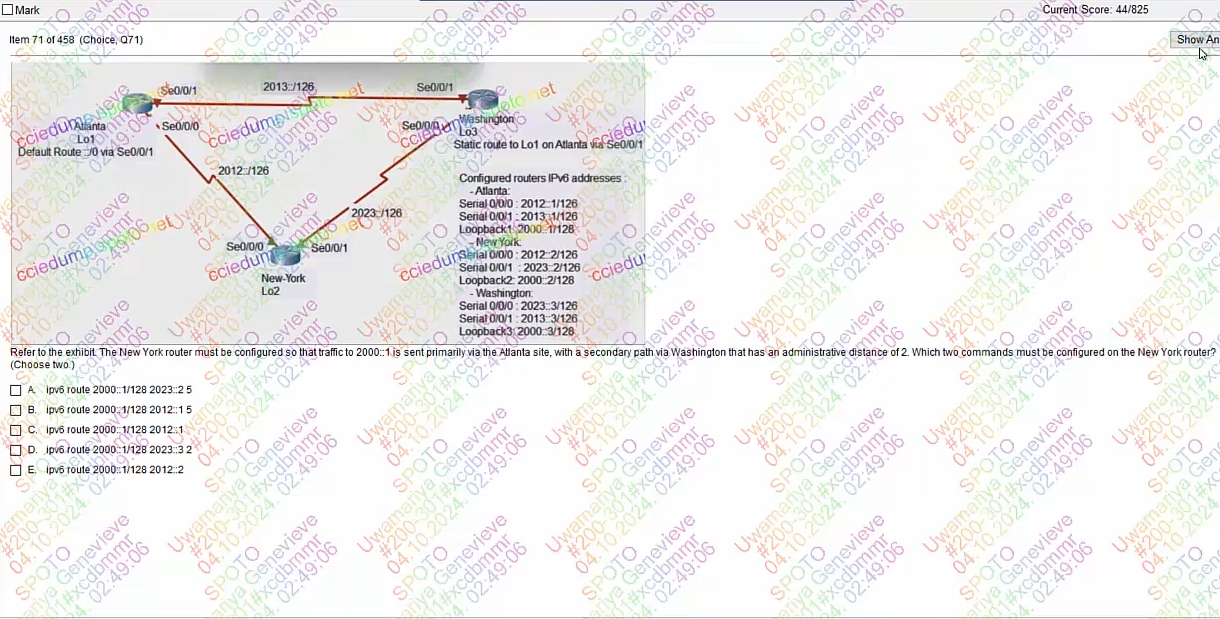 Mark
Current Score: 44/825
Item 71 of 458 (Choice, Q71)
Show An
Se0/0/1
2013::/126
Se0/0/1
Atlanta
Lo1
Default Route ::/0 via Se0/0/1
Se0/0/0
Se0/0/0
Washington
Lo3
Static route to Lo1 on Atlanta via Se0/0/1
2012::/126
2023::/126
Se0/0/0
Se0/0/1
New-York
Lo2
Configured routers IPv6 addresses :
- Atlanta:
Serial 0/0/0 : 2012::1/126
Serial 0/0/1 : 2013::1/126
Loopback1: 2000::1/128
- New York:
Serial 0/0/0 : 2012::2/126
Serial 0/0/1 : 2023::2/126
Loopback2: 2000::2/128
- Washington:
Serial 0/0/0 : 2023::3/126
Serial 0/0/1 : 2013::3/126
Loopback3: 2000::3/128
Refer to the exhibit. The New York router must be configured so that traffic to 2000::1 is sent primarily via the Atlanta site, with a secondary path via Washington that has an administrative distance of 2. Which two commands must be configured on the New York router?
(Choose two.)
A. ipv6 route 2000::1/128 2023::2 5
B. ipv6 route 2000::1/128 2012::1 5
C. ipv6 route 2000::1/128 2012::1
D. ipv6 route 2000::1/128 2023::3 2
E. ipv6 route 2000::1/128 2012::2
SPOTO
Uwamanya Genevieve
#200-301#xcdbmmr
04.10.2024. 02:49:06